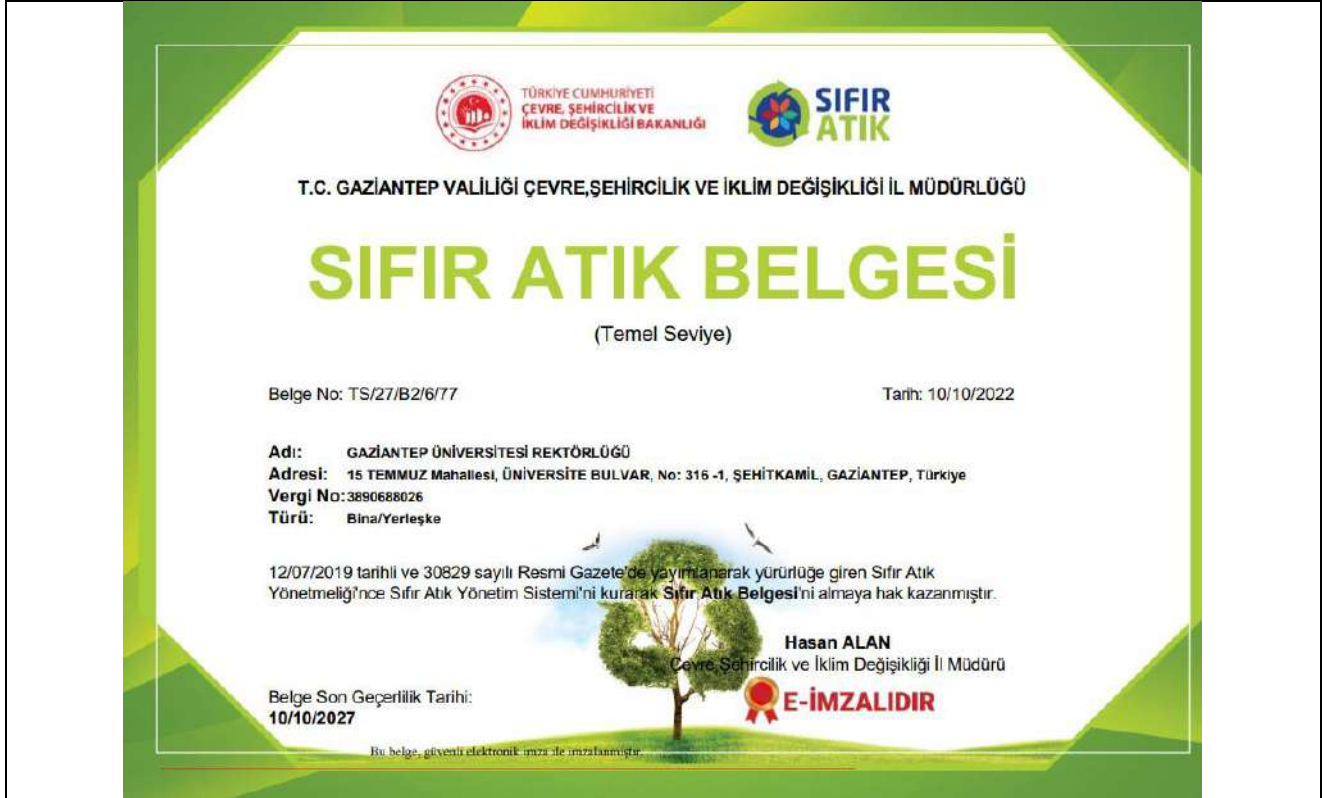 TÜRKİYE CUMHURİYETİ
ÇEVRE, ŞEHİRCİLİK VE
İKLİM DEĞİŞİKLİĞİ BAKANLIĞI
SIFIR
ATIK
T.C. GAZİANTEP VALİLİĞİ ÇEVRE,ŞEHİRCİLİK VE İKLİM DEĞİŞİKLİĞİ İL MÜDÜRLÜĞÜ
SIFIR ATIK BELGESİ
(Temel Seviye)
Belge No: TS/27/B2/6/77 Tarih: 10/10/2022
Adı: GAZİANTEP ÜNİVERSİTESİ REKTÖRLÜĞÜ
Adresi: 15 TEMMUZ Mahallesi, ÜNİVERSİTE BULVAR, No: 316 -1, ŞEHİTKAMİL, GAZİANTEP, Türkiye
Vergi No:3890688026
Türü: Bina/Yerleşke
12/07/2019 tarihli ve 30829 sayılı Resmi Gazete'de yayımlanarak yürürlüğe giren Sıfır Atık
Yönetmeliği'nce Sıfır Atık Yönetim Sistemi'ni kurarak Sıfır Atık Belgesi'ni almaya hak kazanmıştır.
Hasan ALAN
Çevre,Şehircilik ve İklim Değişikliği İl Müdürü
E-İMZALIDIR
Belge Son Geçerlilik Tarihi:
10/10/2027
Bu belge, güvenli elektronik imza ile imzalanmıştır.